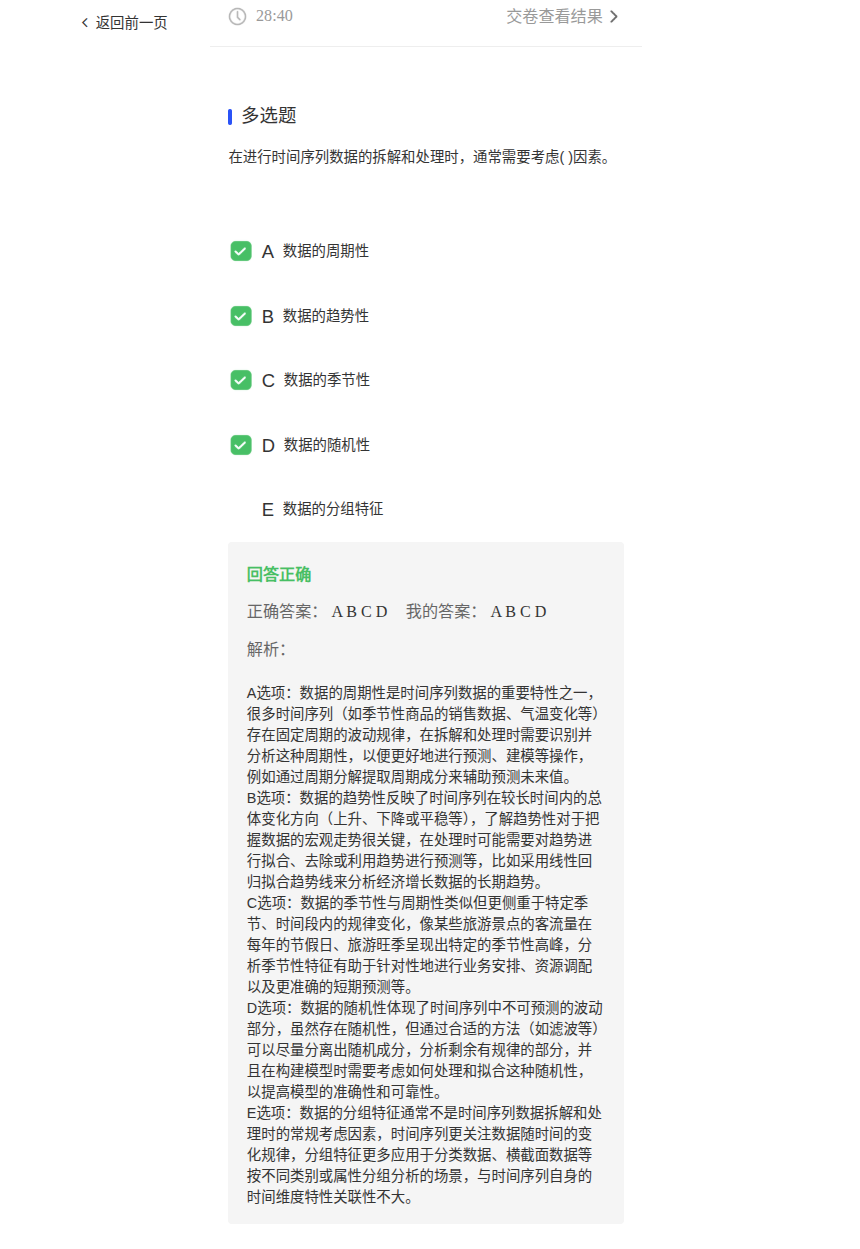 返回前一页
28:40
交卷查看结果
多选题
在进行时间序列数据的拆解和处理时，通常需要考虑( )因素。
A 数据的周期性
B 数据的趋势性
C 数据的季节性
D 数据的随机性
E 数据的分组特征
回答正确
正确答案： A B C D 我的答案： A B C D
解析：
A选项：数据的周期性是时间序列数据的重要特性之一，
很多时间序列（如季节性商品的销售数据、气温变化等）
存在固定周期的波动规律，在拆解和处理时需要识别并
分析这种周期性，以便更好地进行预测、建模等操作，
例如通过周期分解提取周期成分来辅助预测未来值。
B选项：数据的趋势性反映了时间序列在较长时间内的总
体变化方向（上升、下降或平稳等），了解趋势性对于把
握数据的宏观走势很关键，在处理时可能需要对趋势进
行拟合、去除或利用趋势进行预测等，比如采用线性回
归拟合趋势线来分析经济增长数据的长期趋势。
C选项：数据的季节性与周期性类似但更侧重于特定季
节、时间段内的规律变化，像某些旅游景点的客流量在
每年的节假日、旅游旺季呈现出特定的季节性高峰，分
析季节性特征有助于针对性地进行业务安排、资源调配
以及更准确的短期预测等。
D选项：数据的随机性体现了时间序列中不可预测的波动
部分，虽然存在随机性，但通过合适的方法（如滤波等）
可以尽量分离出随机成分，分析剩余有规律的部分，并
且在构建模型时需要考虑如何处理和拟合这种随机性，
以提高模型的准确性和可靠性。
E选项：数据的分组特征通常不是时间序列数据拆解和处
理时的常规考虑因素，时间序列更关注数据随时间的变
化规律，分组特征更多应用于分类数据、横截面数据等
按不同类别或属性分组分析的场景，与时间序列自身的
时间维度特性关联性不大。